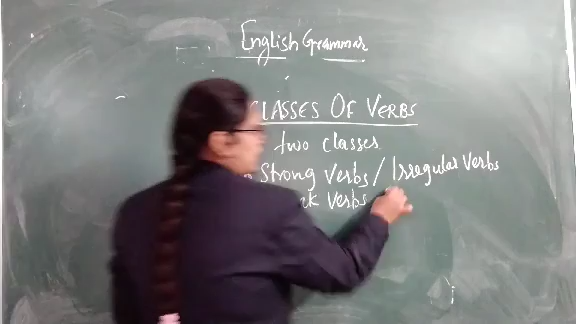 English Grammar
CLASSES OF VERBS
two classes
Strong Verbs / Irregular Verbs
Verbs